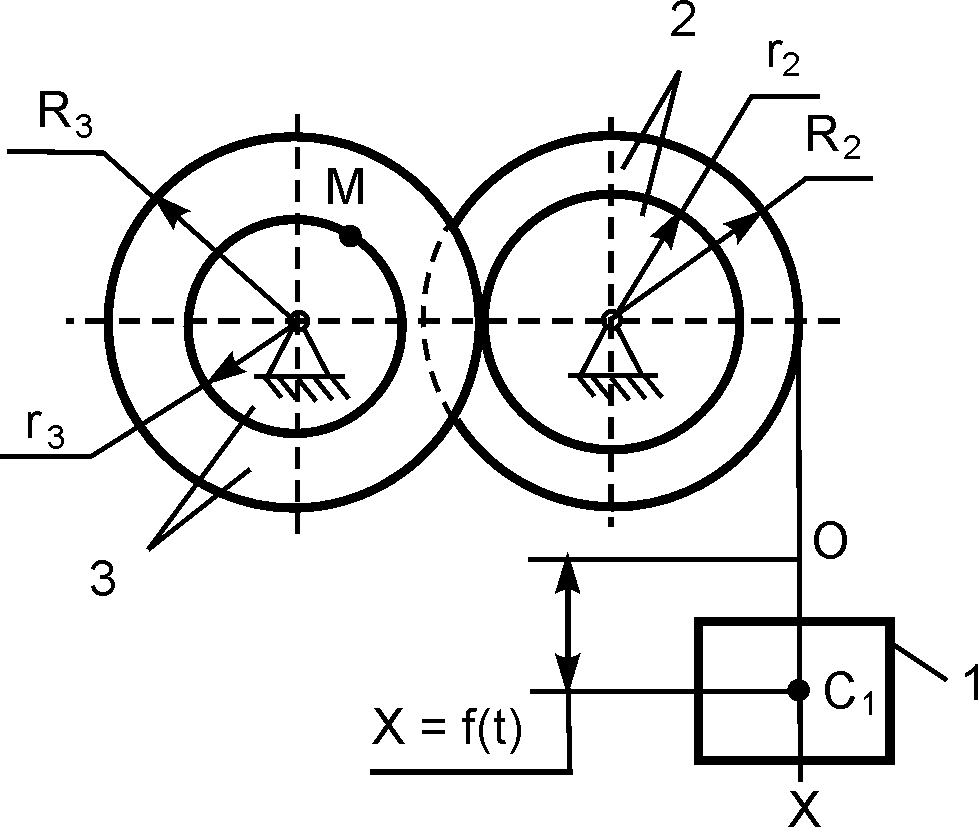 2
r2
R3
R2
M
r3
3
O
1
C1
X = f(t)
X